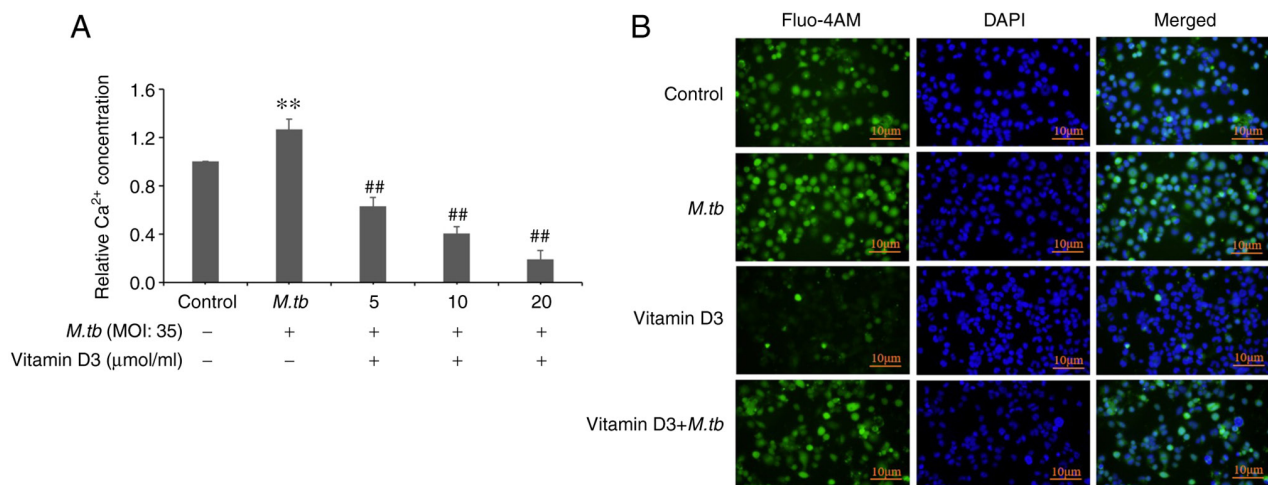 A
Relative Ca²⁺ concentration
1.6
1.2
0.8
0.4
0.0
**
##
##
##
Control M.tb 5 10 20
M.tb (MOI: 35) – + + + +
Vitamin D3 (μmol/ml) – – + + +
B
Fluo-4AM DAPI Merged
Control
10μm 10μm 10μm
M.tb
10μm 10μm 10μm
Vitamin D3
10μm 10μm 10μm
Vitamin D3+M.tb
10μm 10μm 10μm